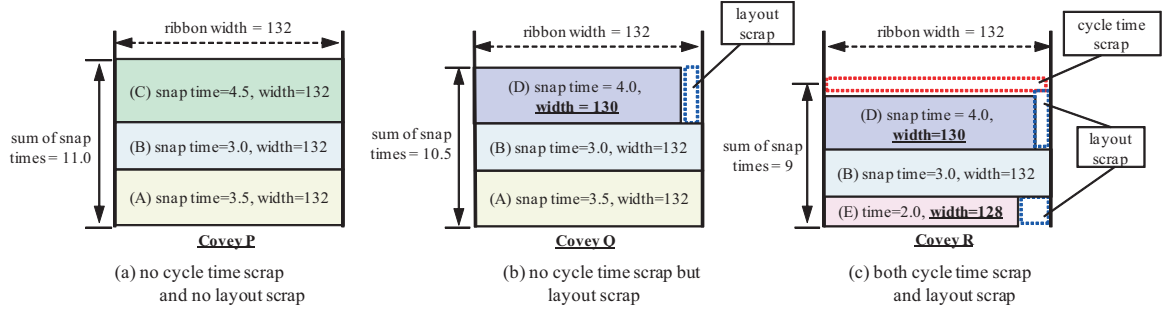 ribbon width = 132
(C) snap time=4.5, width=132
(B) snap time=3.0, width=132
(A) snap time=3.5, width=132
sum of snap
times = 11.0
Covey P
(a) no cycle time scrap
and no layout scrap
ribbon width = 132
layout
scrap
(D) snap time = 4.0,
width = 130
(B) snap time=3.0, width=132
(A) snap time=3.5, width=132
sum of snap
times = 10.5
Covey Q
(b) no cycle time scrap but
layout scrap
ribbon width = 132
cycle time
scrap
(D) snap time = 4.0,
width=130
(B) snap time=3.0, width=132
(E) time=2.0, width=128
sum of snap
times = 9
layout
scrap
Covey R
(c) both cycle time scrap
and layout scrap